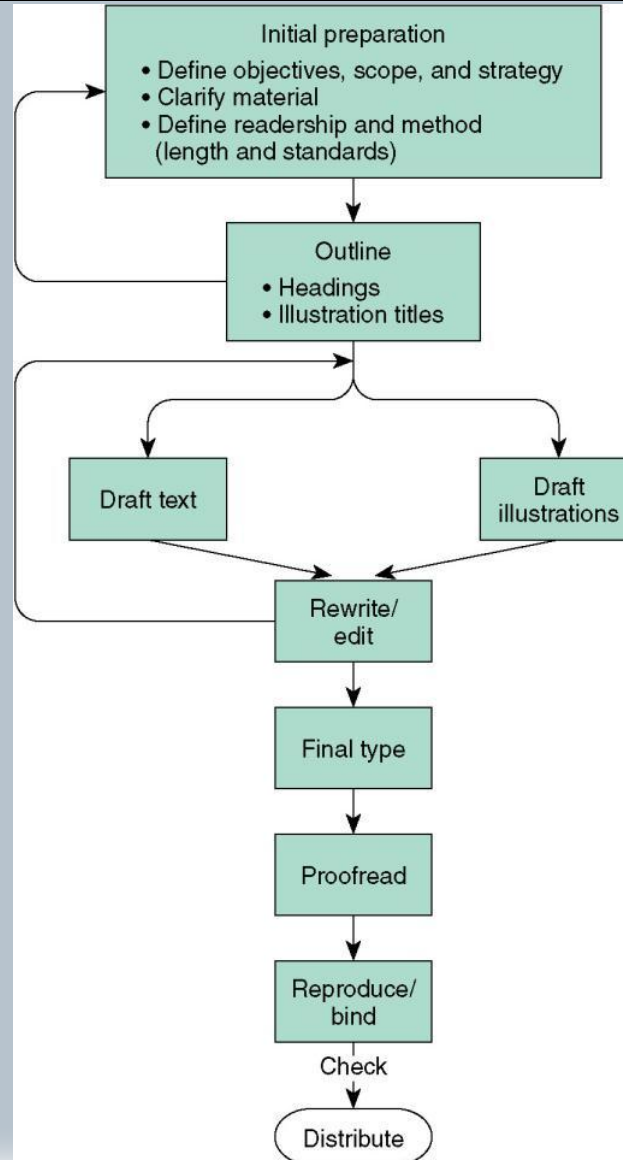 Initial preparation
• Define objectives, scope, and strategy
• Clarify material
• Define readership and method
(length and standards)
Outline
• Headings
• Illustration titles
Draft text
Draft
illustrations
Rewrite/
edit
Final type
Proofread
Reproduce/
bind
Check
Distribute